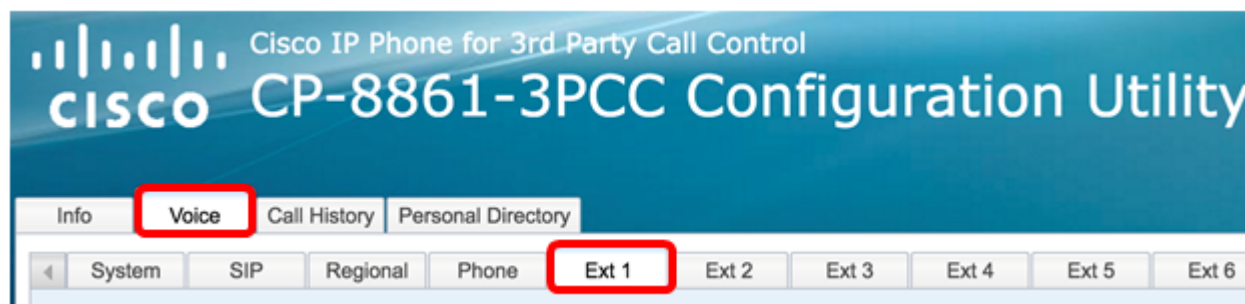 Cisco IP Phone for 3rd Party Call Control
CISCO CP-8861-3PCC Configuration Utility
Info Voice Call History Personal Directory
System SIP Regional Phone Ext 1 Ext 2 Ext 3 Ext 4 Ext 5 Ext 6